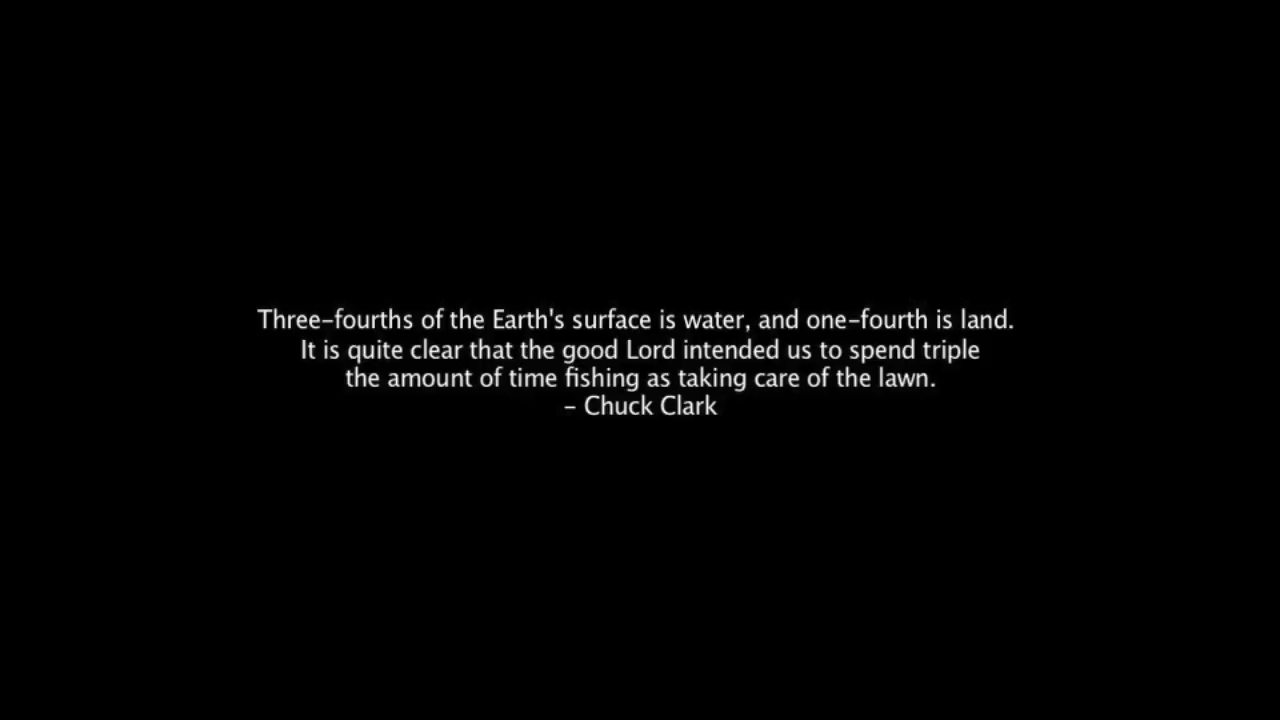 Three-fourths of the Earth's surface is water, and one-fourth is land.
It is quite clear that the good Lord intended us to spend triple
the amount of time fishing as taking care of the lawn.
- Chuck Clark